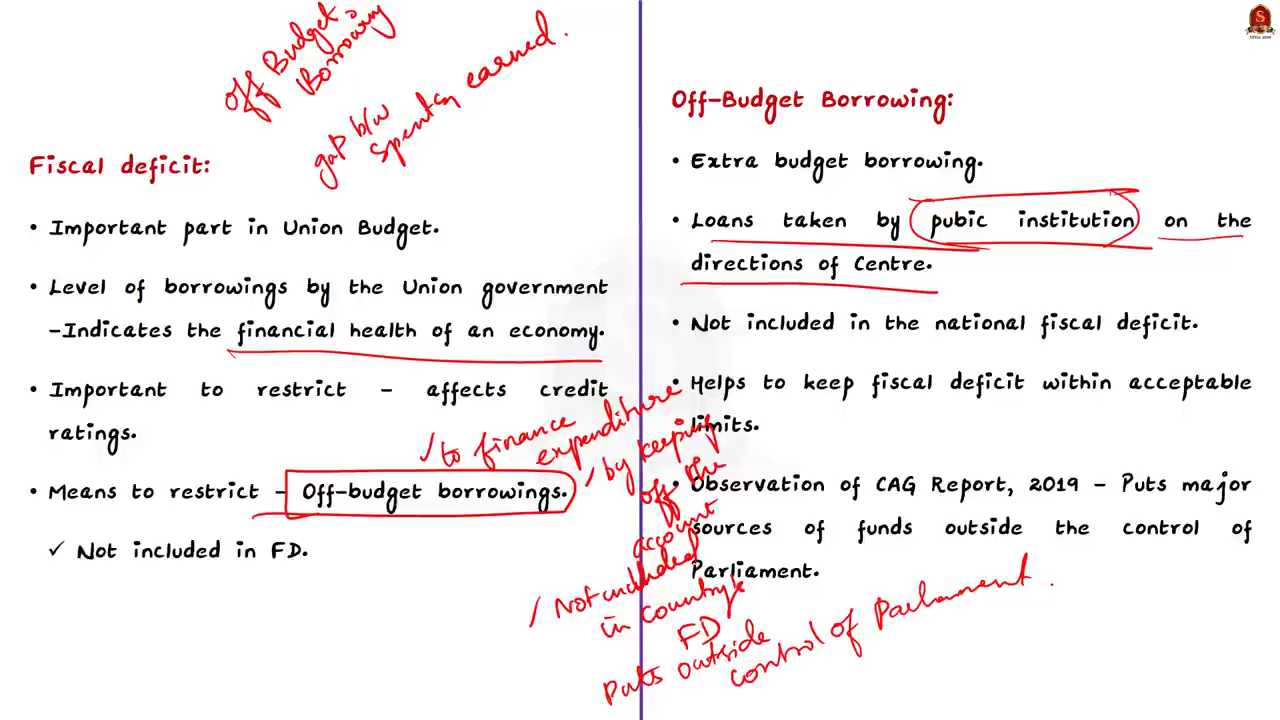 off Budget
Borrowing
gap b/w
spent & earned.
Fiscal deficit:
• Important part in Union Budget.
• Level of borrowings by the Union government
-Indicates the financial health of an economy.
• Important to restrict - affects credit
ratings.
• Means to restrict - Off-budget borrowings.
✓ Not included in FD.
✓ to finance
expenditure
✓ by keeping
off the
account
✓ Not included
in country's
FD
Puts outside
control of Parliament.
Off-Budget Borrowing:
• Extra budget borrowing.
• Loans taken by pubic institution on the
directions of Centre.
• Not included in the national fiscal deficit.
• Helps to keep fiscal deficit within acceptable
limits.
• Observation of CAG Report, 2019 - Puts major
sources of funds outside the control of
Parliament.